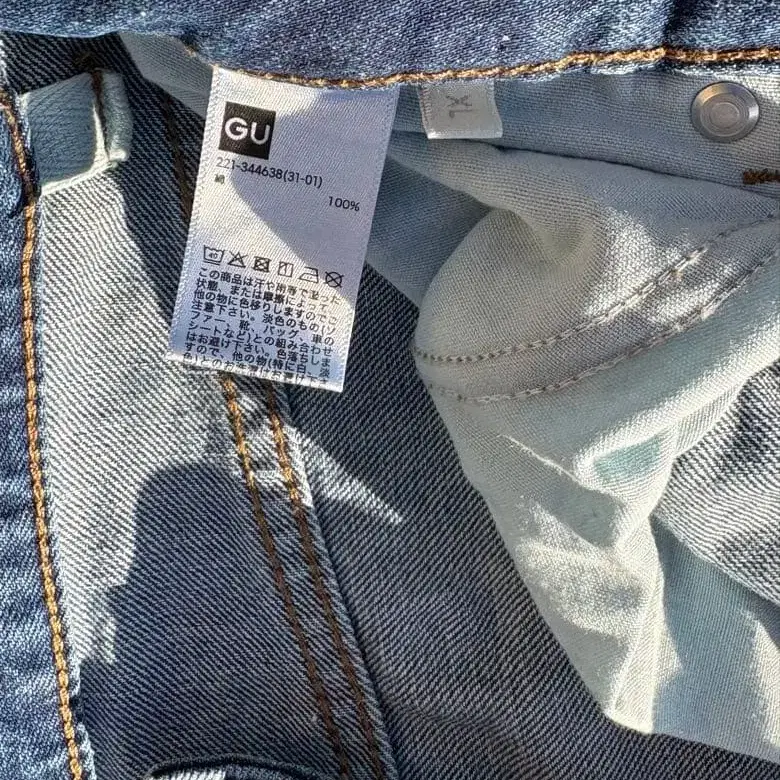 GU
221-344638(31-01)
綿
100%
XL
40
この商品は汗や雨等で湿った
状態、または摩擦によって
他の物に色移りしますのでご
注意下さい。淡色のもの(ソ
ファー、靴、バッグ、車の
シートなど)との組み合わせ
はお避け下さい。色落ちしま
すので、他の物(特に白、淡